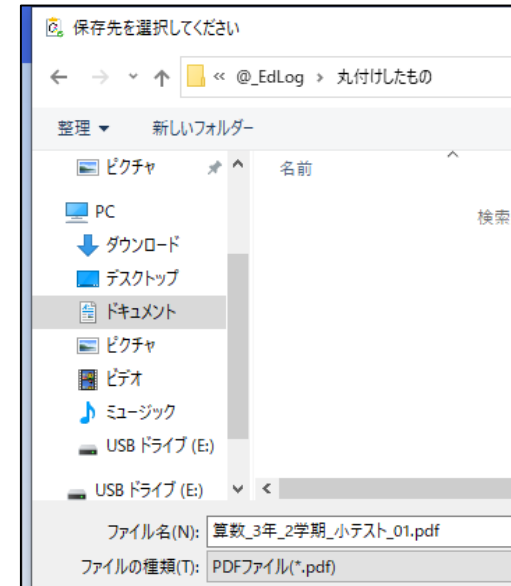 保存先を選択してください
« @_EdLog › 丸付けしたもの
整理 新しいフォルダー
ピクチャ
名前
PC
検索
ダウンロード
デスクトップ
ドキュメント
ピクチャ
ビデオ
ミュージック
USB ドライブ (E:)
USB ドライブ (E:)
ファイル名(N): 算数_3年_2学期_小テスト_01.pdf
ファイルの種類(T): PDFファイル(*.pdf)